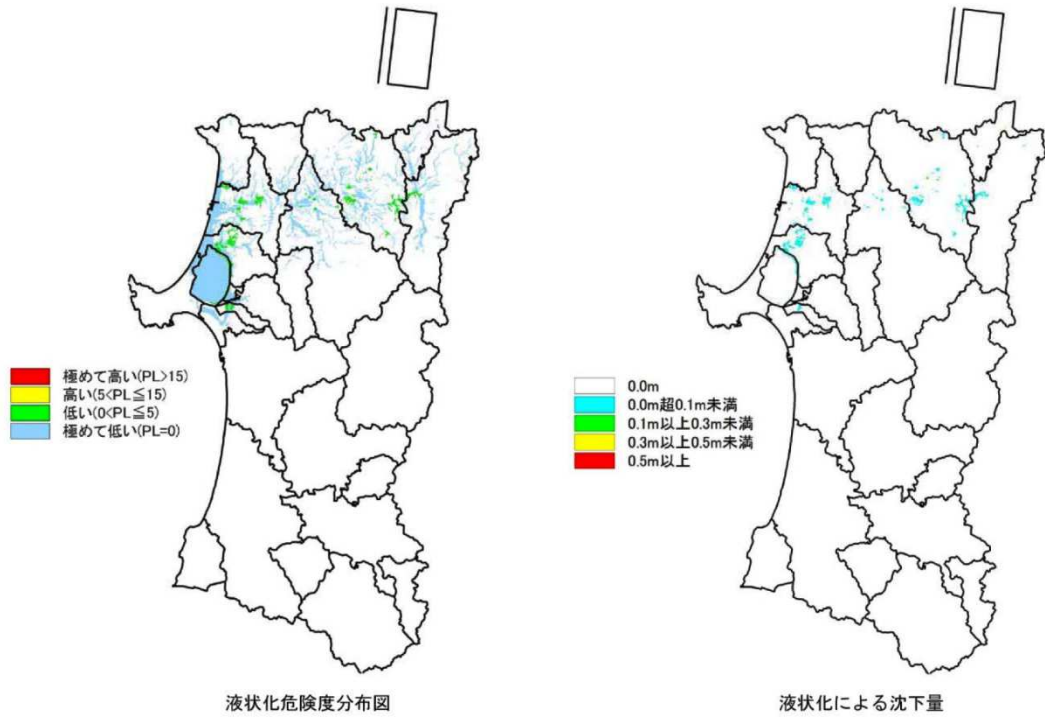 極めて高い(PL>15)
高い(5<PL≦15)
低い(0<PL≦5)
極めて低い(PL=0)
液状化危険度分布図
0.0m
0.0m超0.1m未満
0.1m以上0.3m未満
0.3m以上0.5m未満
0.5m以上
液状化による沈下量